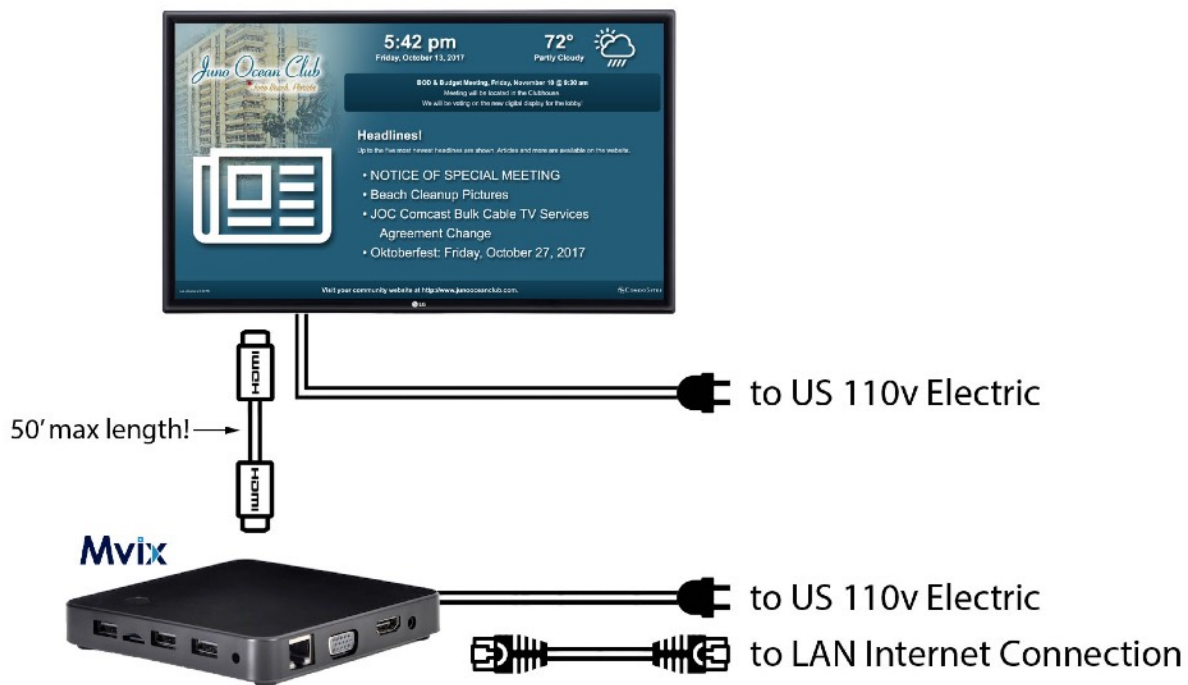 5:42 pm
Friday, October 13, 2017
72°
Partly Cloudy
Juno Ocean Club
Juno Beach, Florida
BOD & Budget Meeting, Friday, November 10 @ 9:30 am
Meeting will be located in the Clubhouse
We will be voting on the new digital display for the lobby!
Headlines!
Up to the five most newest headlines are shown. Articles and more are available on the website.
• NOTICE OF SPECIAL MEETING
• Beach Cleanup Pictures
• JOC Comcast Bulk Cable TV Services
Agreement Change
• Oktoberfest: Friday, October 27, 2017
Visit your community website at http://www.junooceanclub.com.
LG
HDMI
to US 110v Electric
50' max length!
HDMI
Mvix
to US 110v Electric
to LAN Internet Connection